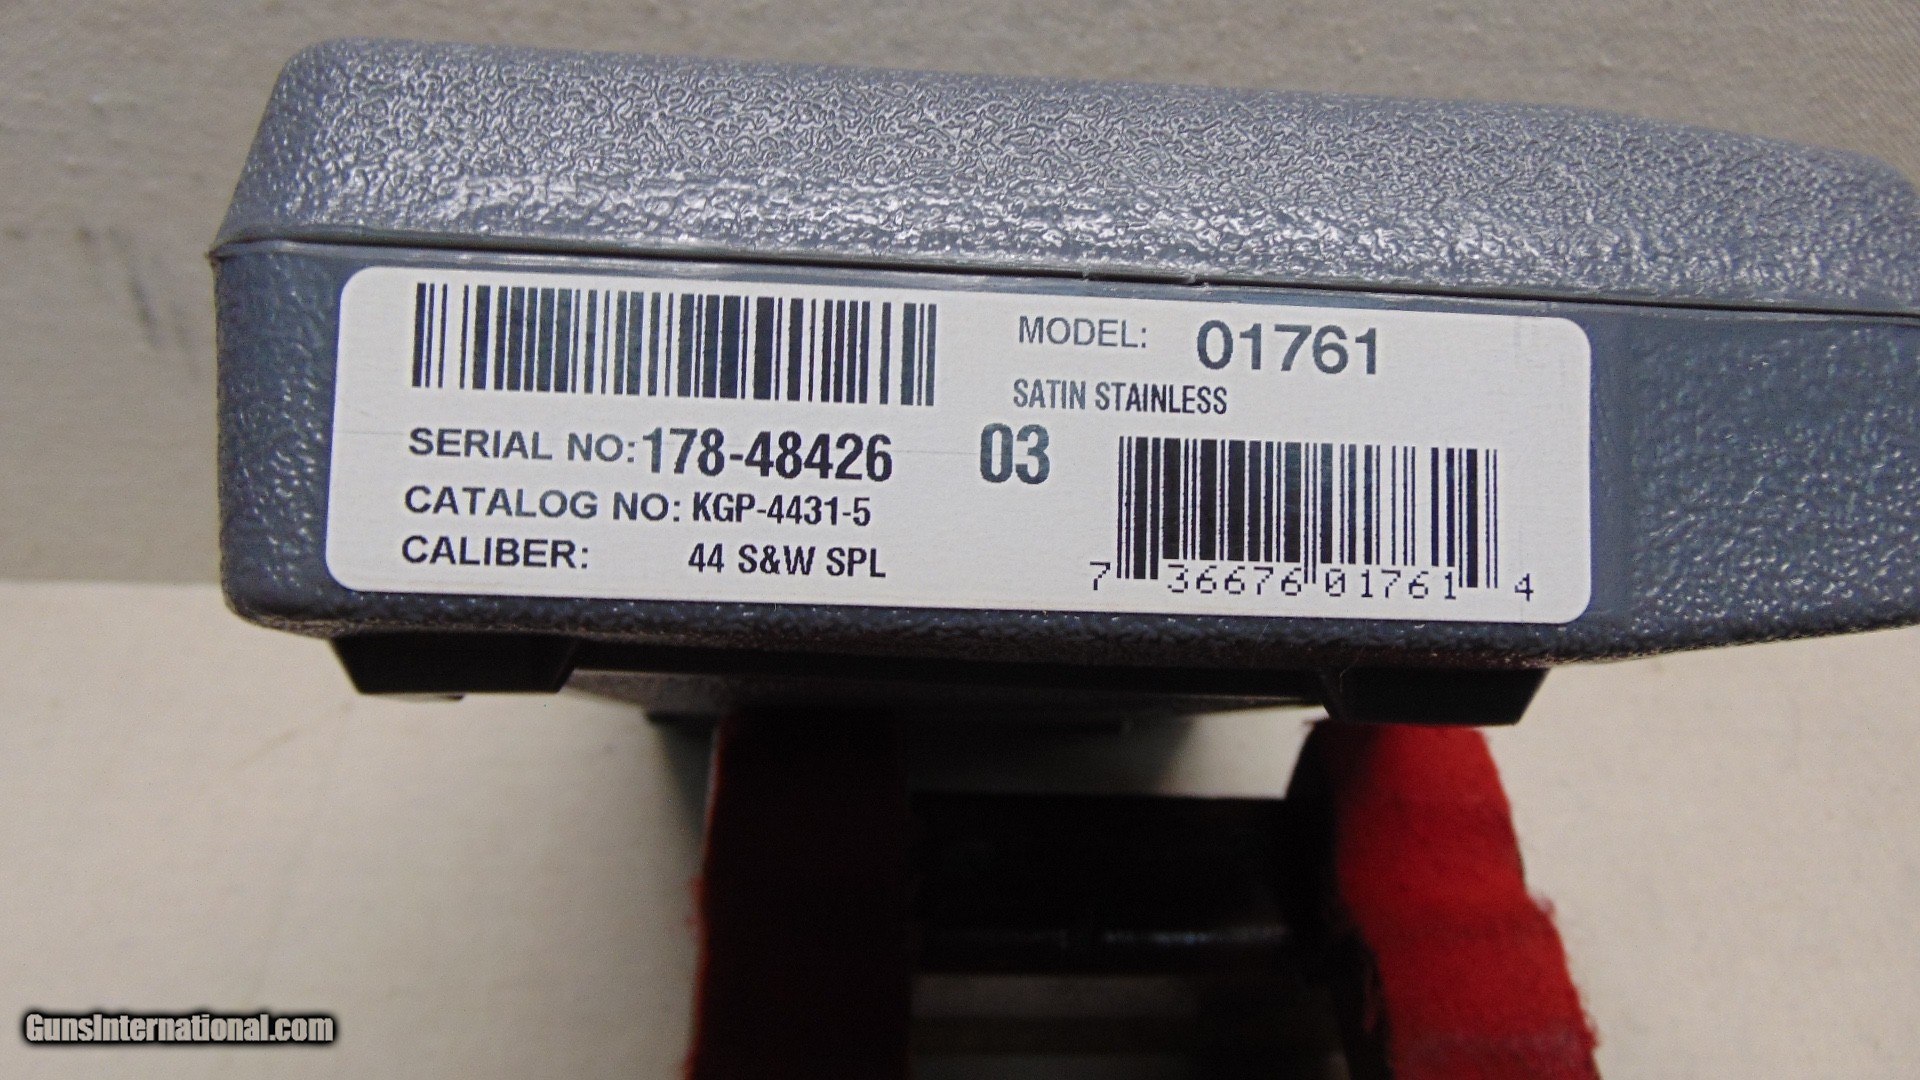 MODEL: 01761
SATIN STAINLESS
SERIAL NO: 178-48426 03
CATALOG NO: KGP-4431-5
CALIBER: 44 S&W SPL
7 36676 01761 4
GunsInternational.com